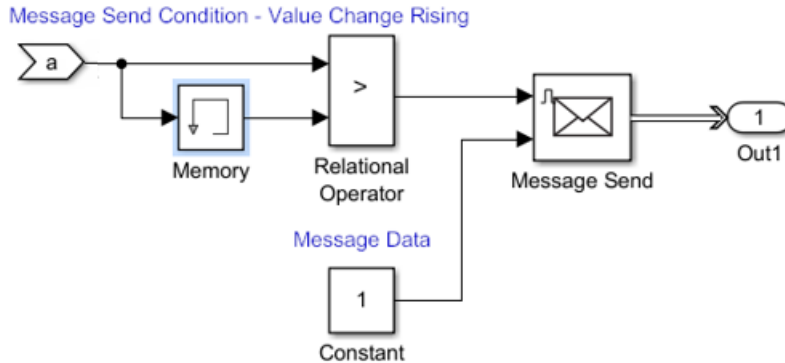 Message Send Condition - Value Change Rising
a
>
Memory
Relational
Operator
Message Send
1
Out1
Message Data
1
Constant